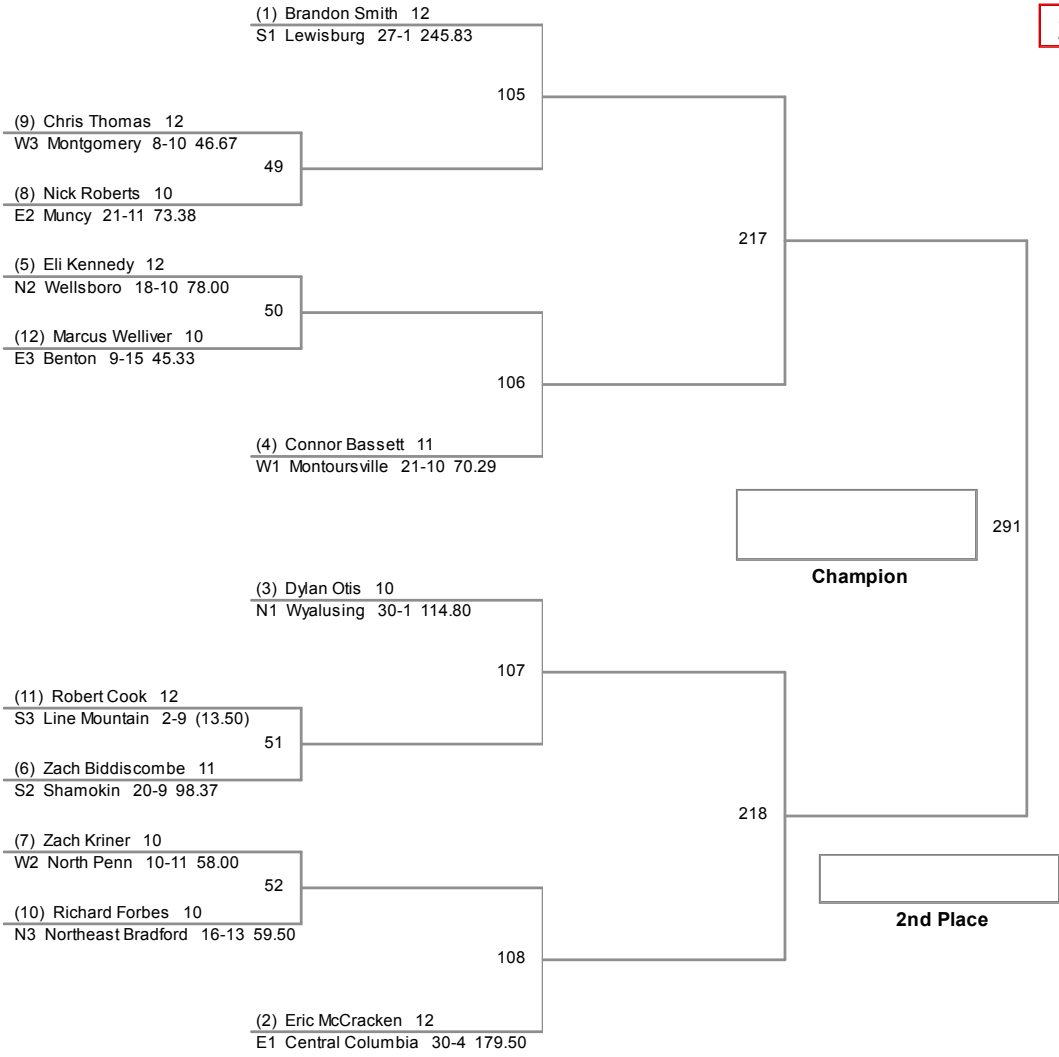 (1) Brandon Smith 12
S1 Lewisburg 27-1 245.83
105
(9) Chris Thomas 12
W3 Montgomery 8-10 46.67
49
(8) Nick Roberts 10
E2 Muncy 21-11 73.38
217
(5) Eli Kennedy 12
N2 Wellsboro 18-10 78.00
50
(12) Marcus Welliver 10
E3 Benton 9-15 45.33
106
(4) Connor Bassett 11
W1 Montoursville 21-10 70.29
291
Champion
(3) Dylan Otis 10
N1 Wyalusing 30-1 114.80
107
(11) Robert Cook 12
S3 Line Mountain 2-9 (13.50)
51
(6) Zach Biddiscombe 11
S2 Shamokin 20-9 98.37
218
(7) Zach Kriner 10
W2 North Penn 10-11 58.00
52
(10) Richard Forbes 10
N3 Northeast Bradford 16-13 59.50
2nd Place
108
(2) Eric McCracken 12
E1 Central Columbia 30-4 179.50